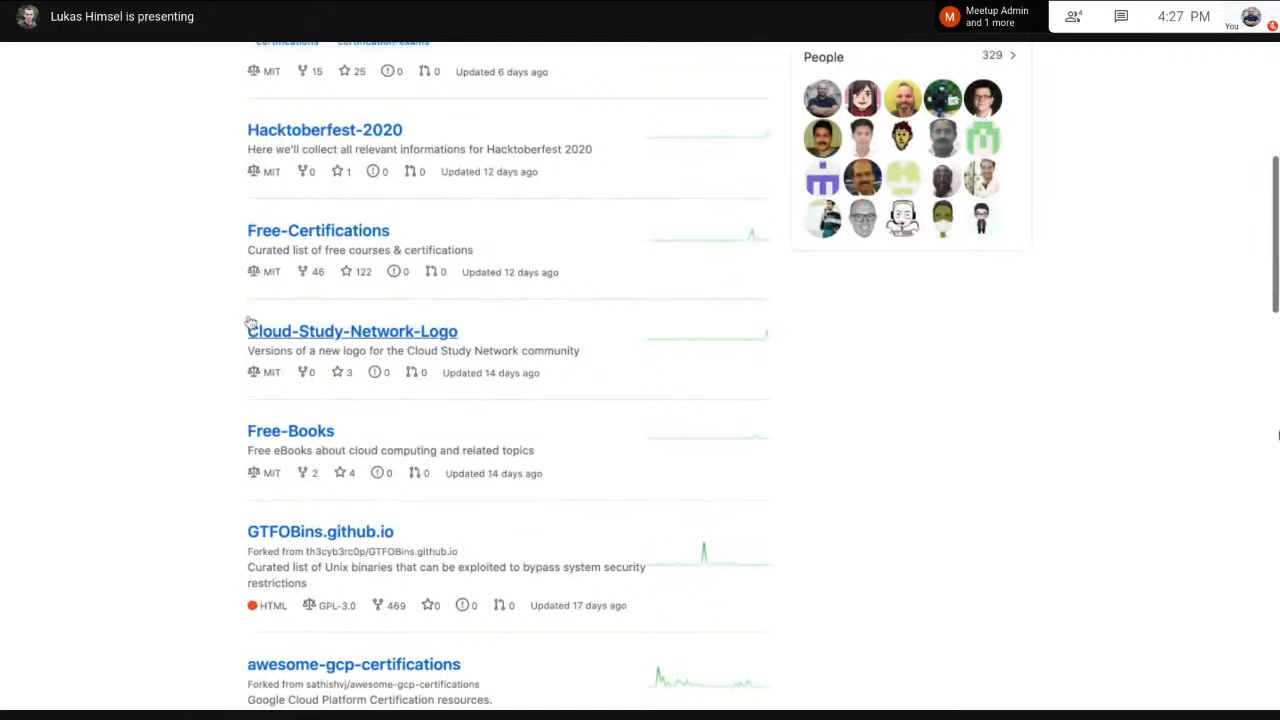 Lukas Himsel is presenting
M
Meetup Admin
and 1 more
4
4:27 PM
You
Certifications Certification-exams
MIT 15 25 0 0 Updated 6 days ago
People 329
Hacktoberfest-2020
Here we'll collect all relevant informations for Hacktoberfest 2020
MIT 0 1 0 0 Updated 12 days ago
Free-Certifications
Curated list of free courses & certifications
MIT 46 122 0 0 Updated 12 days ago
Cloud-Study-Network-Logo
Versions of a new logo for the Cloud Study Network community
MIT 0 3 0 0 Updated 14 days ago
Free-Books
Free eBooks about cloud computing and related topics
MIT 2 4 0 0 Updated 14 days ago
GTFOBins.github.io
Forked from th3cyb3rc0p/GTFOBins.github.io
Curated list of Unix binaries that can be exploited to bypass system security
restrictions
HTML GPL-3.0 469 0 0 0 Updated 17 days ago
awesome-gcp-certifications
Forked from sathishvj/awesome-gcp-certifications
Google Cloud Platform Certification resources.